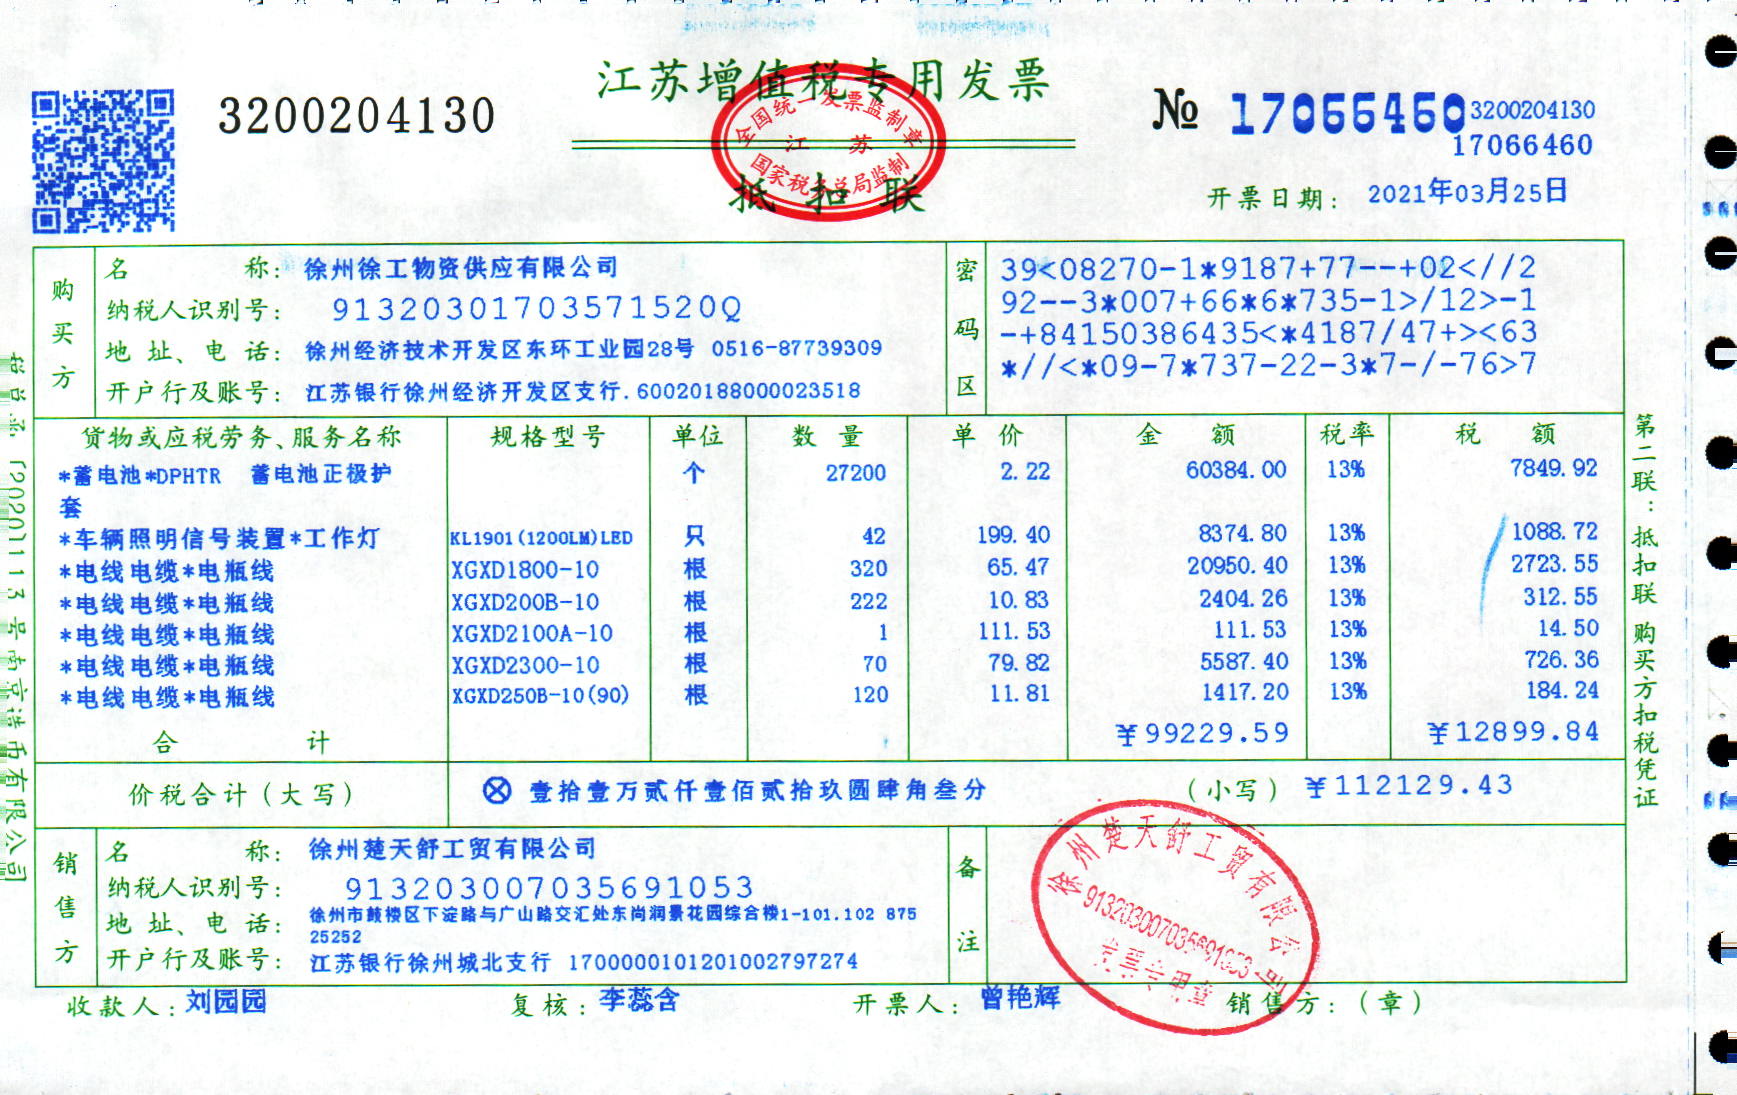 江苏增值税专用发票
3200204130
№ 17066460
3200204130
17066460
全国统一发票监制章
江苏
国家税务总局监制
抵扣联
开票日期： 2021年03月25日
购买方
名称： 徐州徐工物资供应有限公司
纳税人识别号： 91320301703571520Q
地址、电话： 徐州经济技术开发区东环工业园28号 0516-87739309
开户行及账号： 江苏银行徐州经济开发区支行.60020188000023518
密码区
39<08270-1*9187+77--+02<//2
92--3*007+66*6*735-1>/12>-1
-+84150386435<*4187/47+><63
*//<*09-7*737-22-3*7-/-76>7
货物或应税劳务、服务名称 规格型号 单位 数量 单价 金额 税率 税额
*蓄电池*DPHTR 蓄电池正极护 个 27200 2.22 60384.00 13% 7849.92
套
*车辆照明信号装置*工作灯 KL1901(1200LM)LED 只 42 199.40 8374.80 13% 1088.72
*电线电缆*电瓶线 XGXD1800-10 根 320 65.47 20950.40 13% 2723.55
*电线电缆*电瓶线 XGXD200B-10 根 222 10.83 2404.26 13% 312.55
*电线电缆*电瓶线 XGXD2100A-10 根 1 111.53 111.53 13% 14.50
*电线电缆*电瓶线 XGXD2300-10 根 70 79.82 5587.40 13% 726.36
*电线电缆*电瓶线 XGXD250B-10(90) 根 120 11.81 1417.20 13% 184.24
合计 ￥99229.59 ￥12899.84
价税合计(大写) ⊗ 壹拾壹万贰仟壹佰贰拾玖圆肆角叁分 (小写) ￥112129.43
销售方
名称： 徐州楚天舒工贸有限公司
纳税人识别号： 913203007035691053
地址、电话： 徐州市鼓楼区下淀路与广山路交汇处东尚润景花园综合楼1-101.102 875
25252
开户行及账号： 江苏银行徐州城北支行 1700000101201002797274
备注
徐州楚天舒工贸有限公司
913203007035691053
发票专用章
收款人：刘园园 复核：李蕊含 开票人：曾艳辉 销售方：(章)
第二联：抵扣联 购买方扣税凭证
〔2020〕113号南京造币有限公司